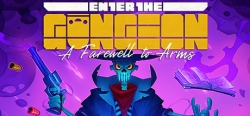 ENTER THE
GUNGEON
A Farewell to Arms